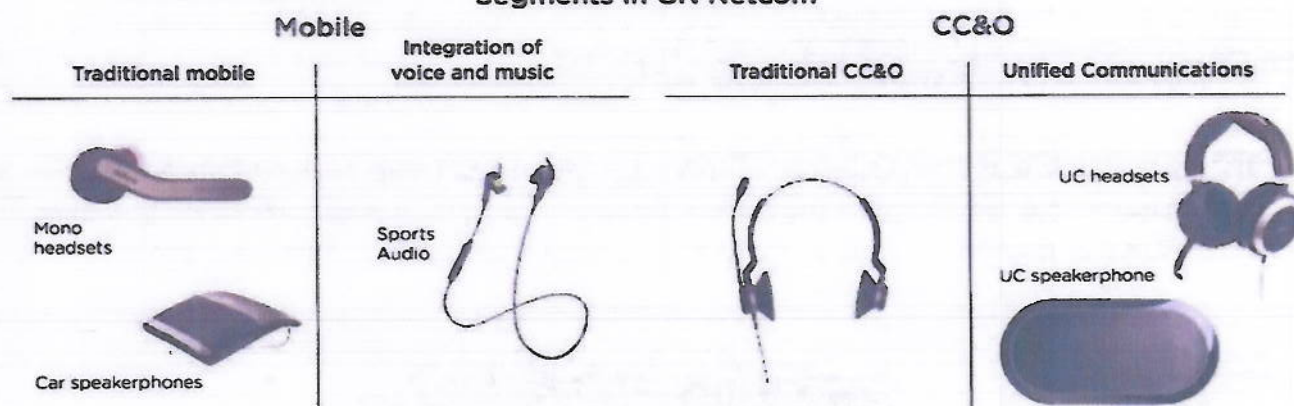 Segments in GN Netcom
Mobile
CC&O
Traditional mobile
Integration of
voice and music
Traditional CC&O
Unified Communications
Mono
headsets
Car speakerphones
Sports
Audio
UC headsets
UC speakerphone